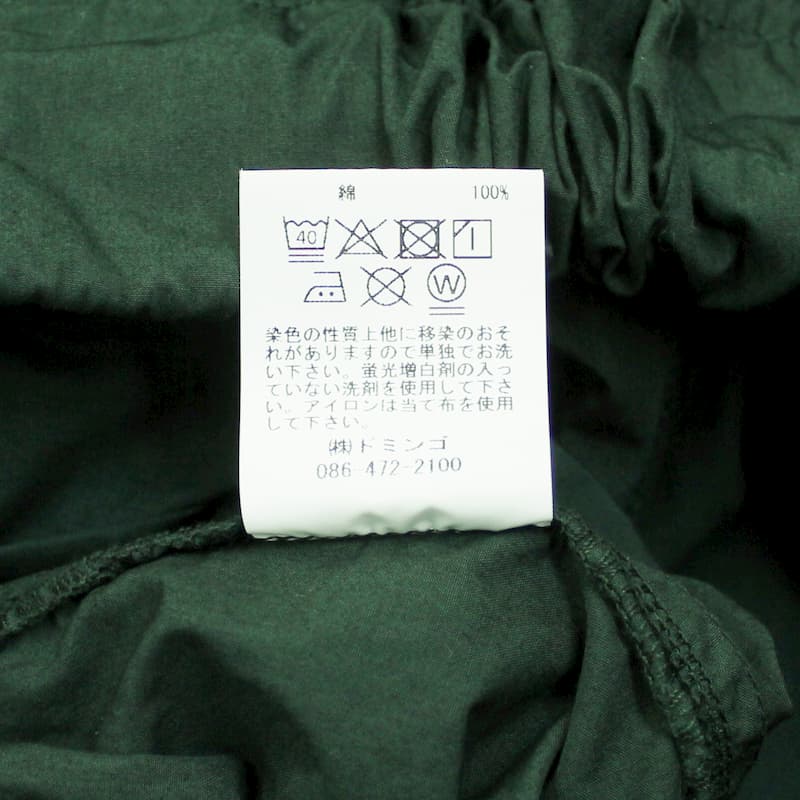 綿 100%
40
W
染色の性質上他に移染のおそ
れがありますので単独でお洗
い下さい。蛍光増白剤の入っ
ていない洗剤を使用して下さ
い。アイロンは当て布を使用
して下さい。
㈱ドミンゴ
086-472-2100